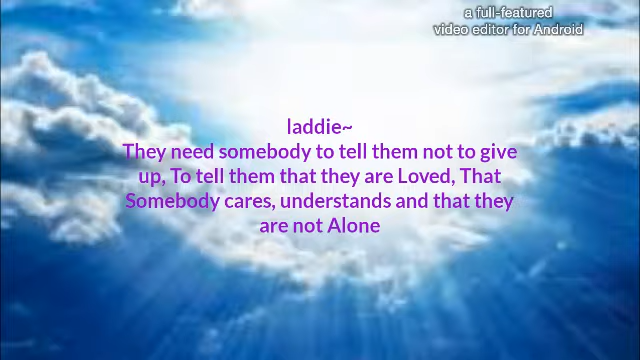 a full-featured
video editor for Android
laddie~
They need somebody to tell them not to give
up, To tell them that they are Loved, That
Somebody cares, understands and that they
are not Alone